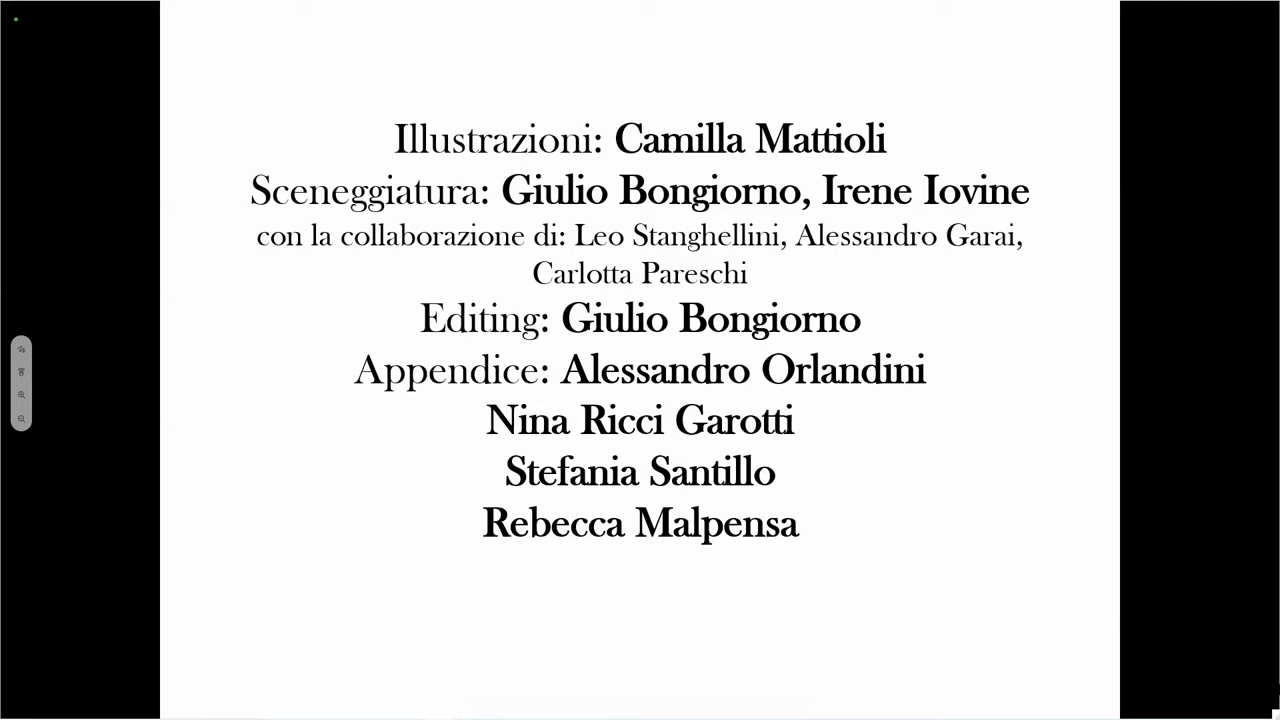 Illustrazioni: Camilla Mattioli
Sceneggiatura: Giulio Bongiorno, Irene Iovine
con la collaborazione di: Leo Stanghellini, Alessandro Garai,
Carlotta Pareschi
Editing: Giulio Bongiorno
Appendice: Alessandro Orlandini
Nina Ricci Garotti
Stefania Santillo
Rebecca Malpensa